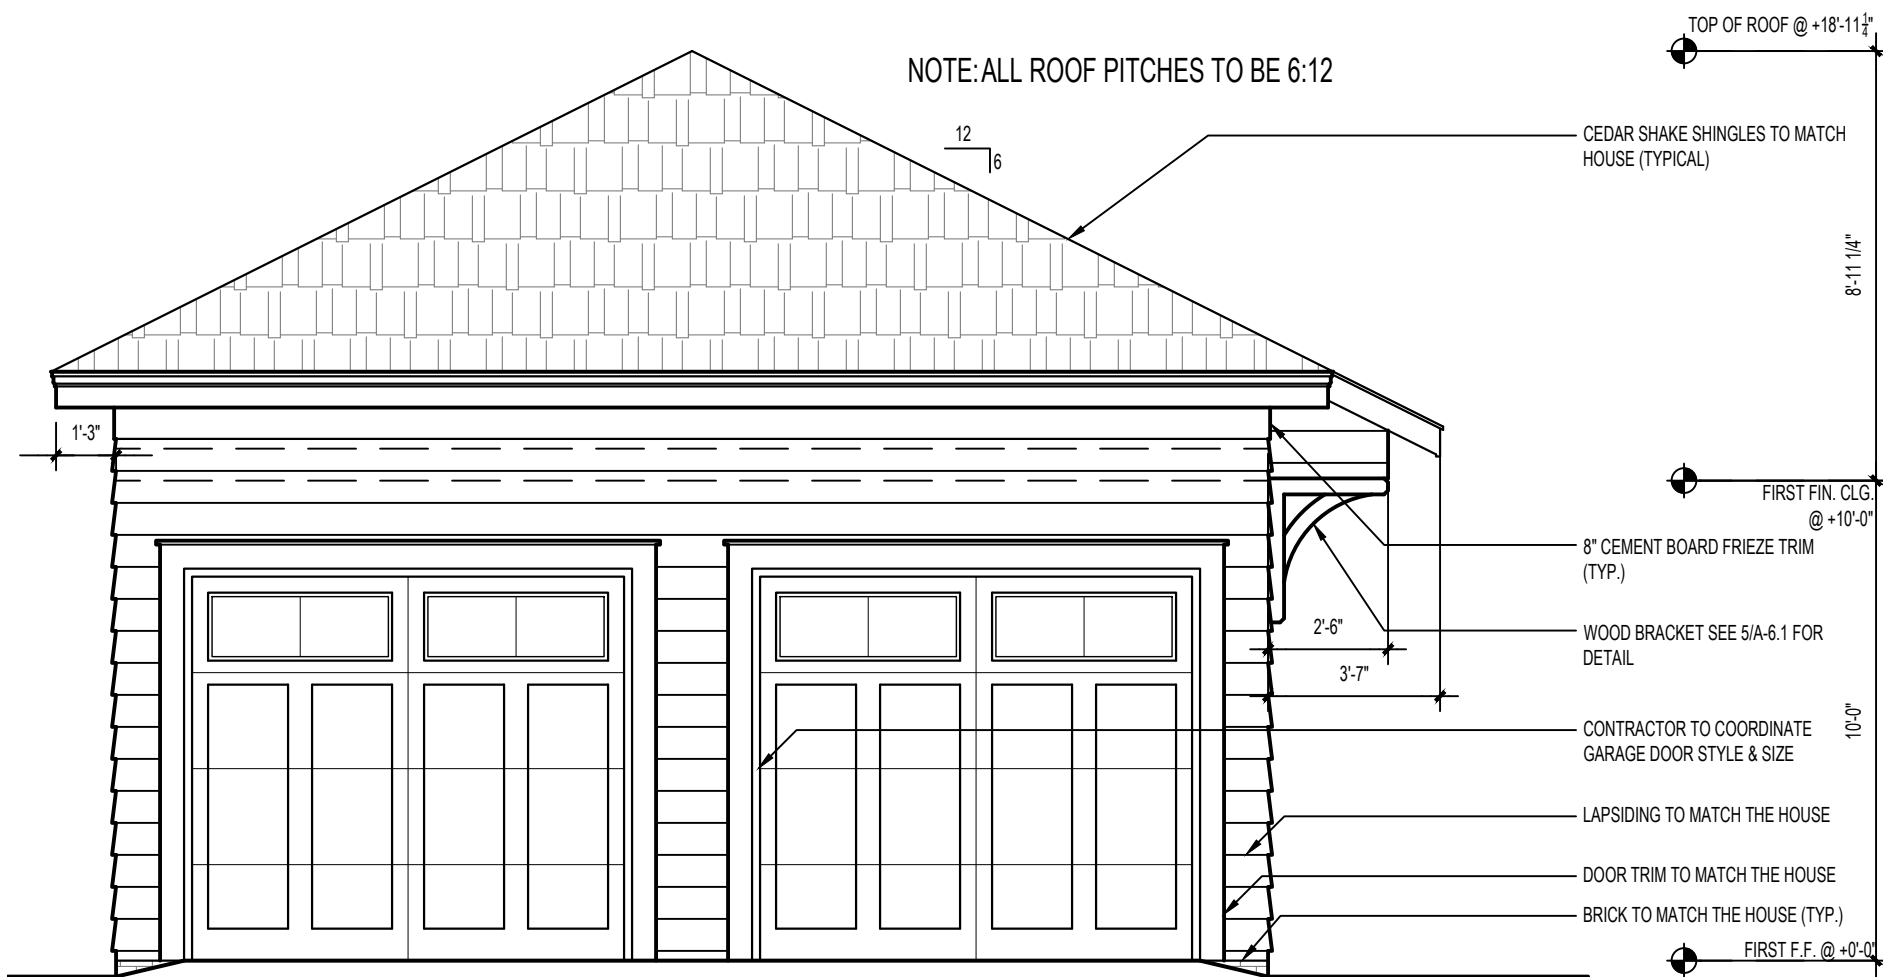 TOP OF ROOF @ +18'-11 1/4"
NOTE: ALL ROOF PITCHES TO BE 6:12
12
6
CEDAR SHAKE SHINGLES TO MATCH
HOUSE (TYPICAL)
8'-11 1/4"
1'-3"
FIRST FIN. CLG.
@ +10'-0"
8" CEMENT BOARD FRIEZE TRIM
(TYP.)
2'-6"
WOOD BRACKET SEE 5/A-6.1 FOR
DETAIL
3'-7"
10'-0"
CONTRACTOR TO COORDINATE
GARAGE DOOR STYLE & SIZE
LAPSIDING TO MATCH THE HOUSE
DOOR TRIM TO MATCH THE HOUSE
BRICK TO MATCH THE HOUSE (TYP.)
FIRST F.F. @ +0'-0"